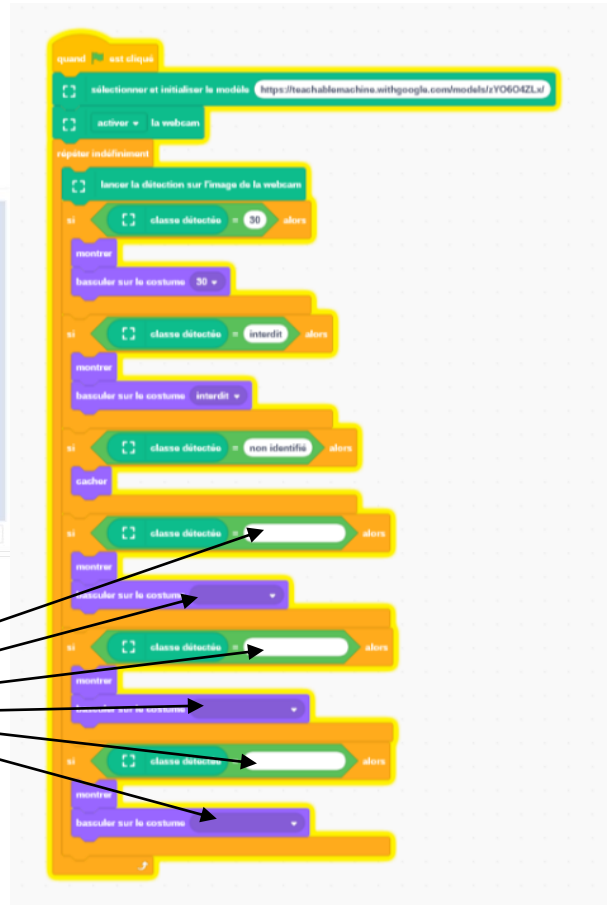 quand est cliqué
sélectionner et initialiser le modèle https://teachablemachine.withgoogle.com/models/zYO6O4ZLx/
activer la webcam
répéter indéfiniment
lancer la détection sur l'image de la webcam
si classe détectée = 30 alors
montrer
basculer sur le costume 30
si classe détectée = interdit alors
montrer
basculer sur le costume interdit
si classe détectée = non identifié alors
cacher
si classe détectée = alors
montrer
basculer sur le costume
si classe détectée = alors
montrer
basculer sur le costume
si classe détectée = alors
montrer
basculer sur le costume